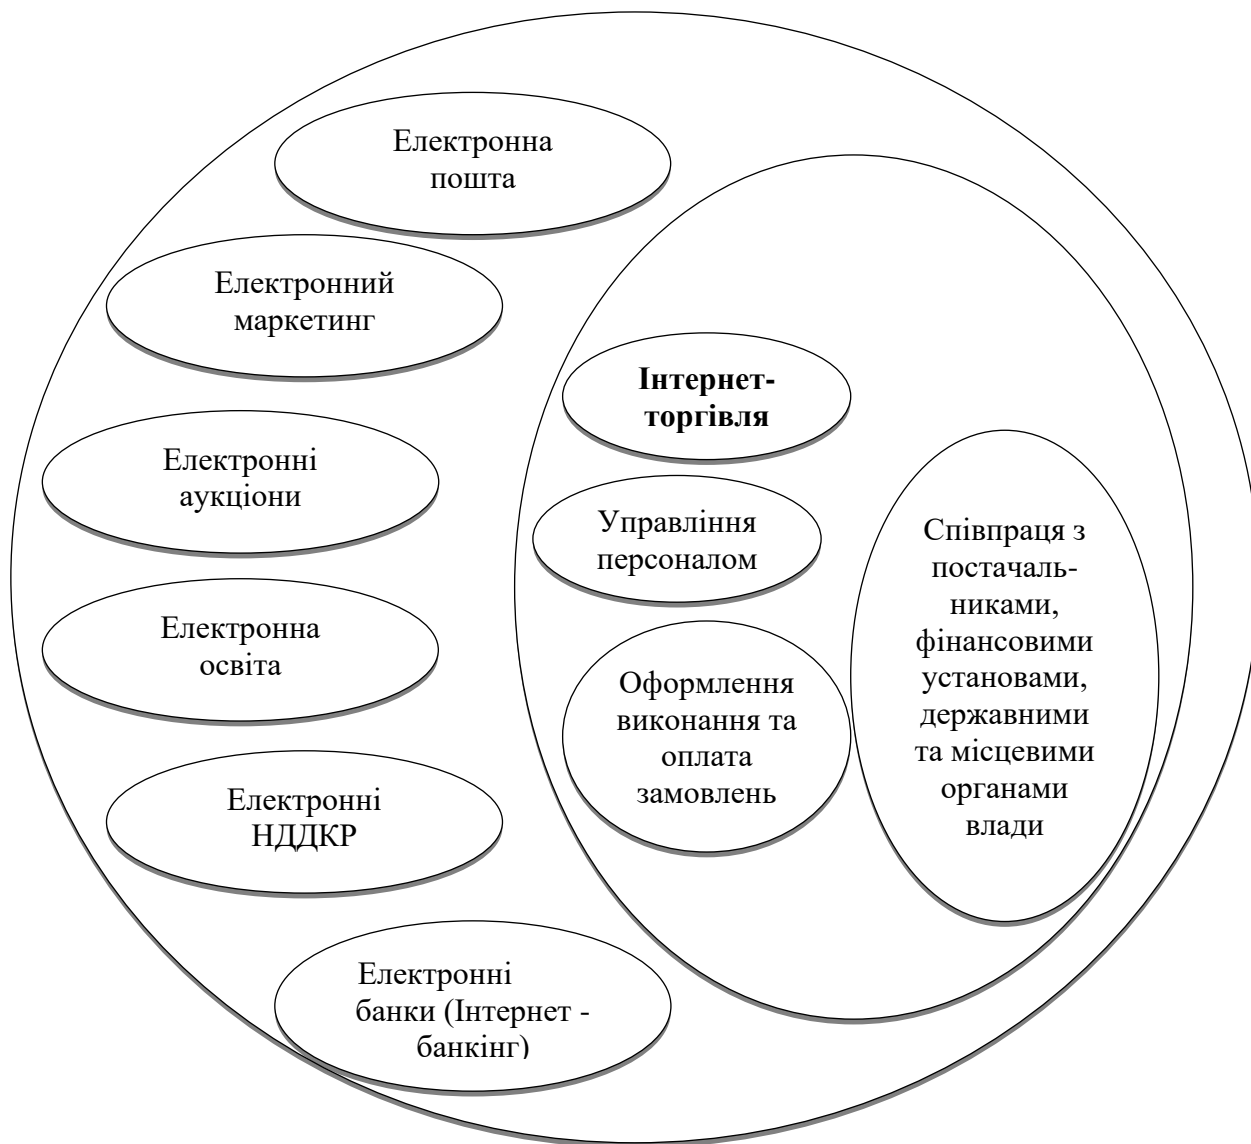 Електронна
пошта
Електронний
маркетинг
Електронні
аукціони
Електронна
освіта
Електронні
НДДКР
Електронні
банки (Інтернет -
банкінг)
Інтернет-
торгівля
Управління
персоналом
Оформлення
виконання та
оплата
замовлень
Співпраця з
постачаль-
никами,
фінансовими
установами,
державними
та місцевими
органами
влади